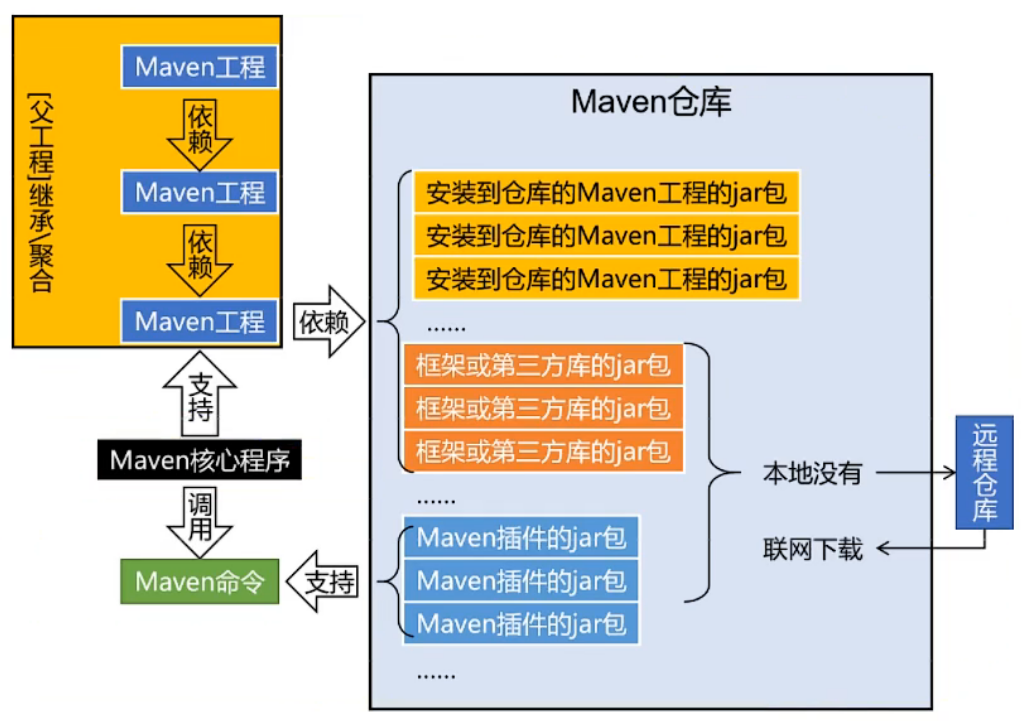 [父工程]继承\聚合
Maven工程
依赖
Maven工程
依赖
Maven工程
依赖
支持
Maven核心程序
调用
Maven命令
支持
Maven仓库
安装到仓库的Maven工程的jar包
安装到仓库的Maven工程的jar包
安装到仓库的Maven工程的jar包
······
框架或第三方库的jar包
框架或第三方库的jar包
框架或第三方库的jar包
······
Maven插件的jar包
Maven插件的jar包
Maven插件的jar包
······
本地没有
联网下载
远程仓库